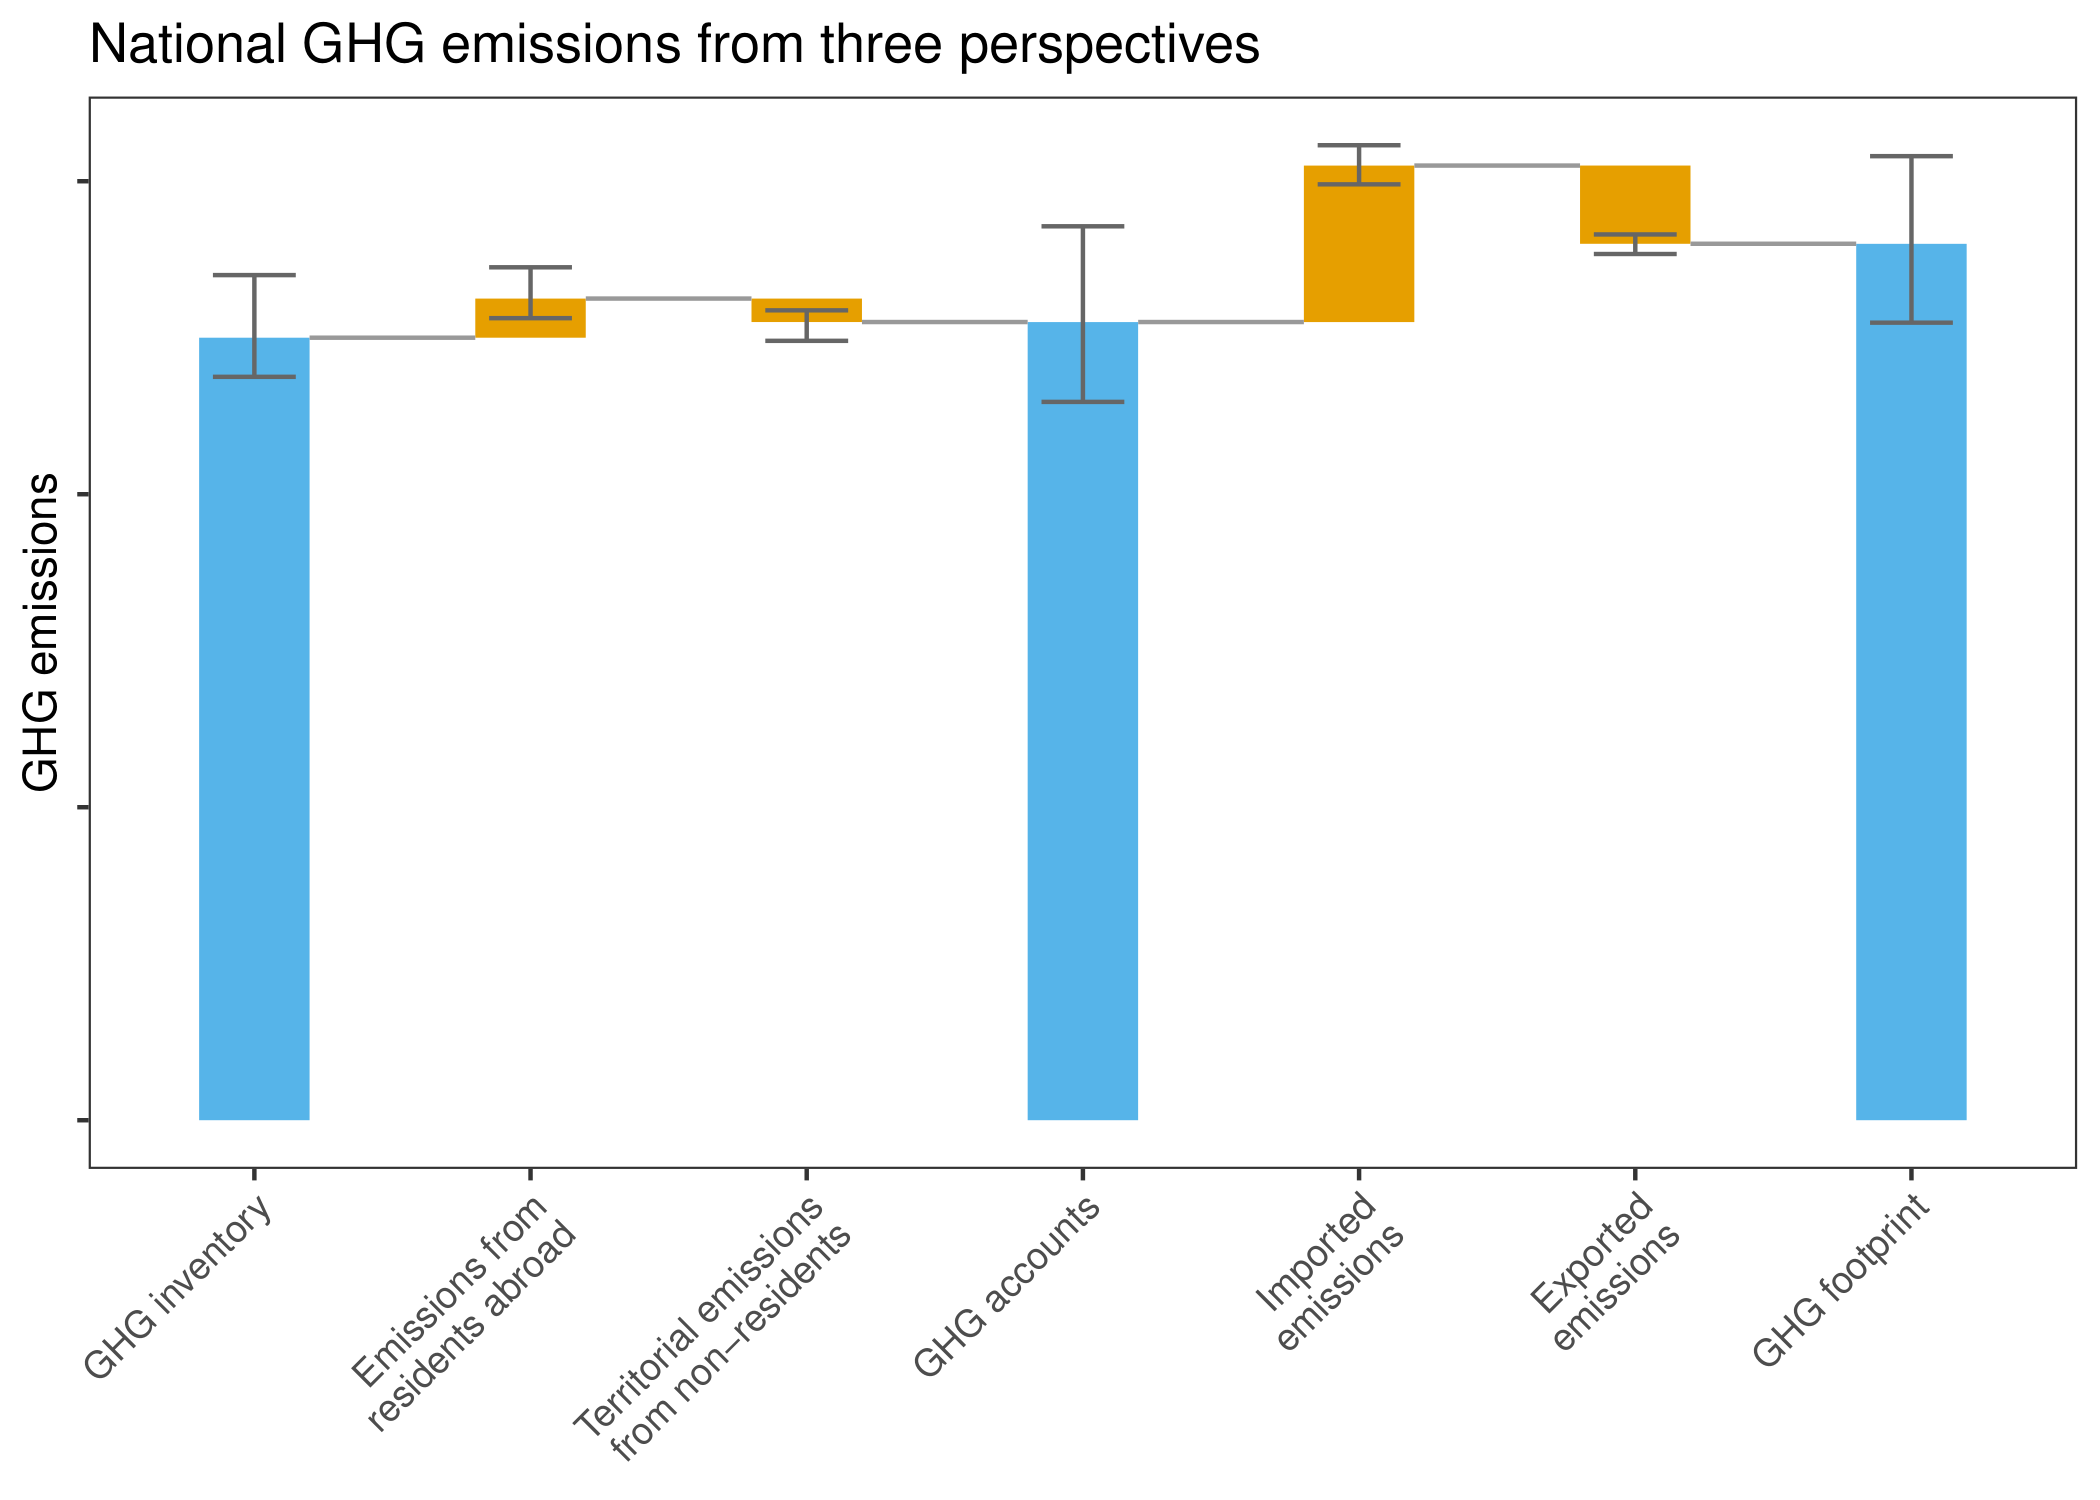 National GHG emissions from three perspectives
GHG emissions
GHG inventory
Emissions from
residents abroad
Territorial emissions
from non−residents
GHG accounts
Imported
emissions
Exported
emissions
GHG footprint